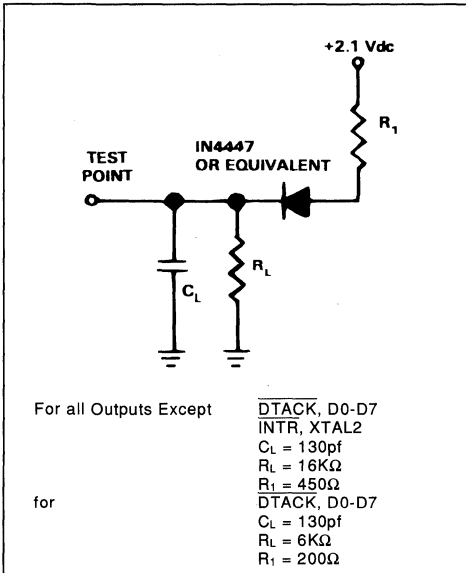 +2.1 Vdc
R1
IN4447
OR EQUIVALENT
TEST
POINT
CL
RL
For all Outputs Except DTACK, D0-D7
INTR, XTAL2
CL = 130pf
RL = 16KΩ
R1 = 450Ω
for DTACK, D0-D7
CL = 130pf
RL = 6KΩ
R1 = 200Ω